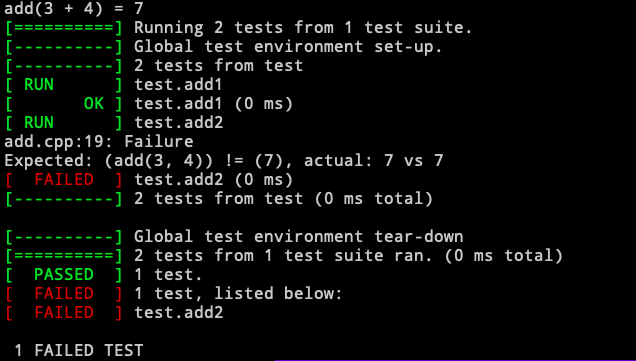 add(3 + 4) = 7
[==========] Running 2 tests from 1 test suite.
[----------] Global test environment set-up.
[----------] 2 tests from test
[ RUN      ] test.add1
[       OK ] test.add1 (0 ms)
[ RUN      ] test.add2
add.cpp:19: Failure
Expected: (add(3, 4)) != (7), actual: 7 vs 7
[  FAILED  ] test.add2 (0 ms)
[----------] 2 tests from test (0 ms total)

[----------] Global test environment tear-down
[==========] 2 tests from 1 test suite ran. (0 ms total)
[  PASSED  ] 1 test.
[  FAILED  ] 1 test, listed below:
[  FAILED  ] test.add2

 1 FAILED TEST